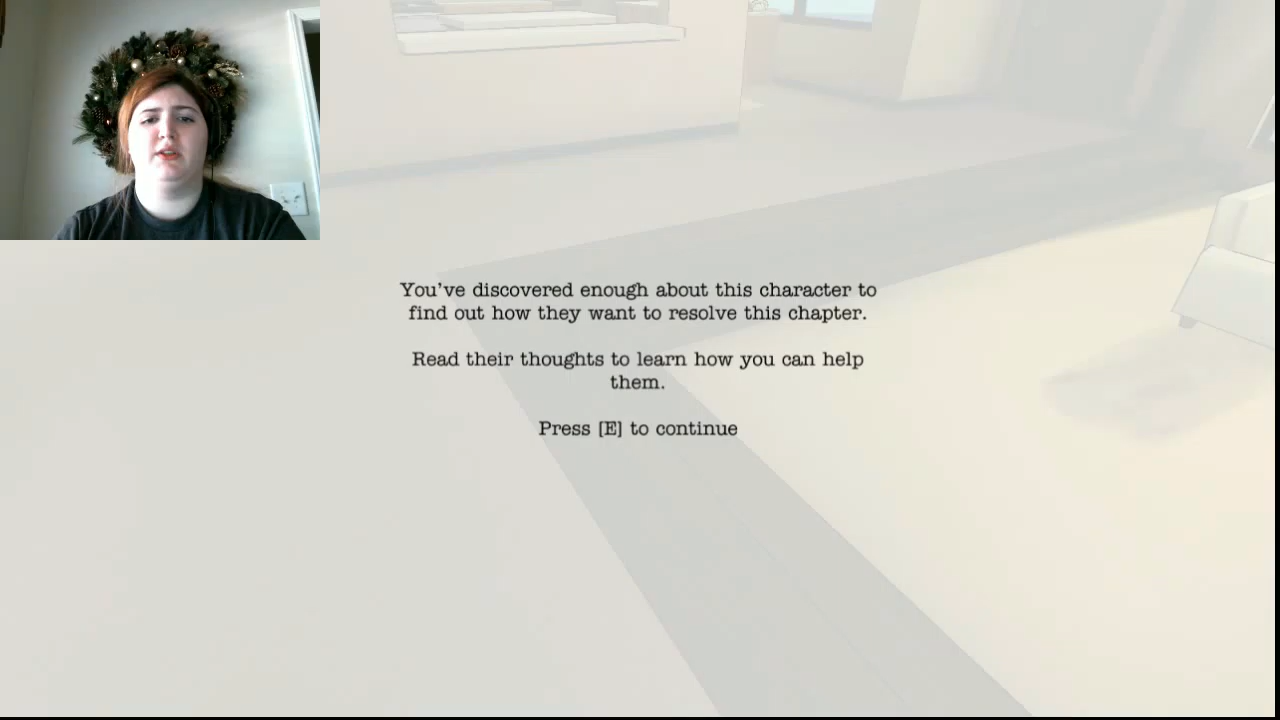 You've discovered enough about this character to
find out how they want to resolve this chapter.
Read their thoughts to learn how you can help
them.
Press [E] to continue